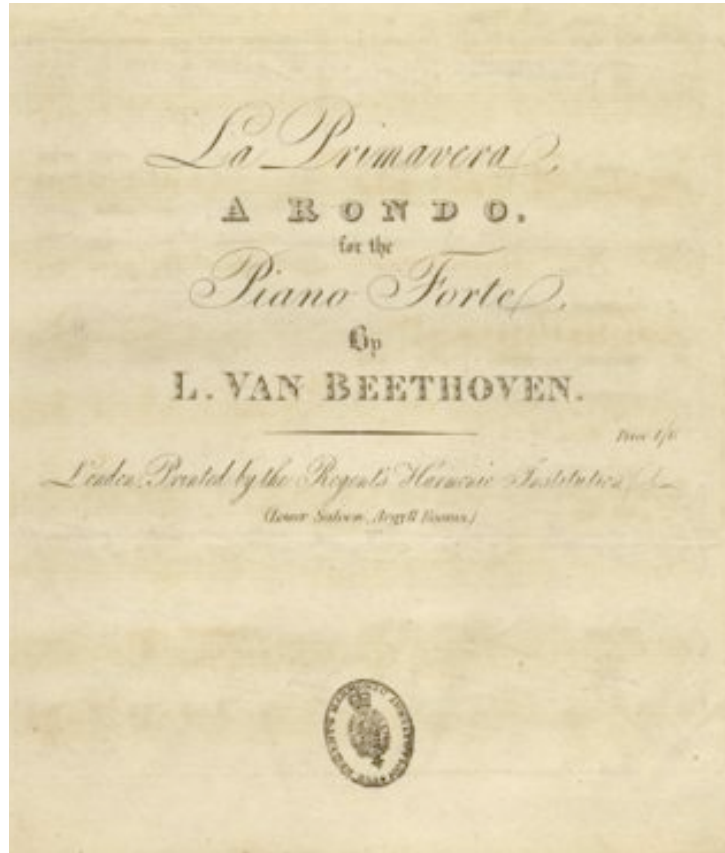 La Primavera,
A RONDO.
for the
Piano Forte,
By
L. VAN BEETHOVEN.
Price 1/6
London, Printed by the Regent's Harmonic Institution
(Lower Saloon, Argyll Rooms.)